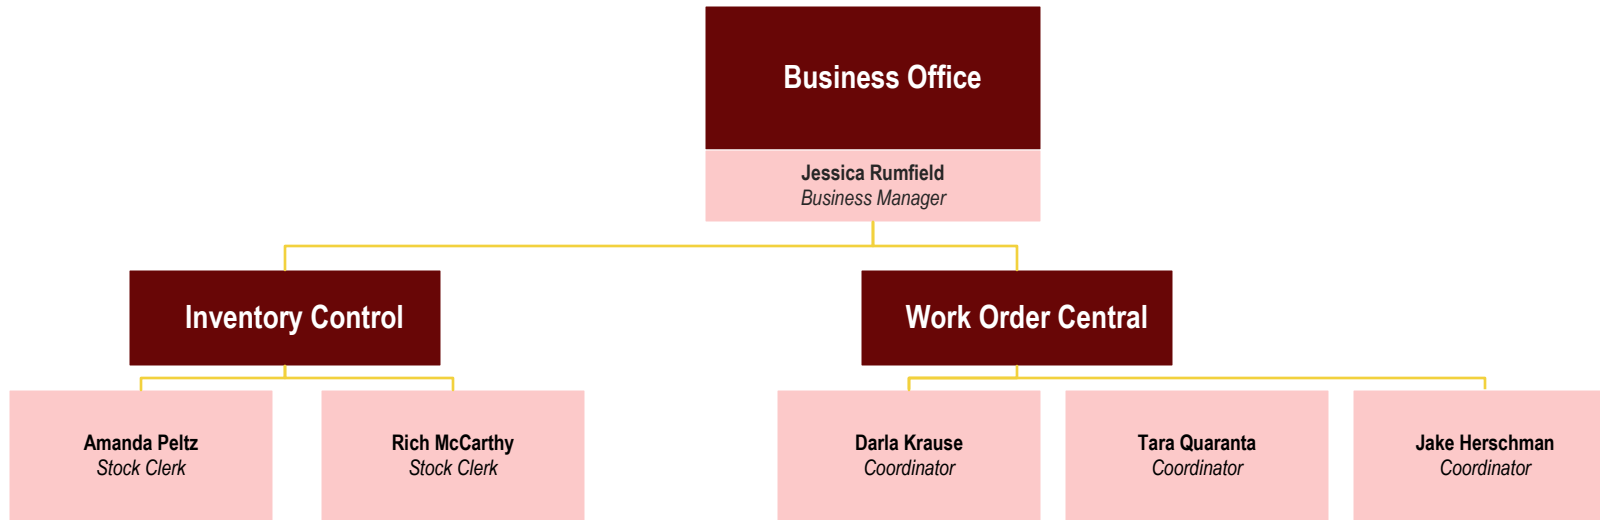 Business Office
Jessica Rumfield
Business Manager
Inventory Control
Work Order Central
Amanda Peltz
Stock Clerk
Rich McCarthy
Stock Clerk
Darla Krause
Coordinator
Tara Quaranta
Coordinator
Jake Herschman
Coordinator